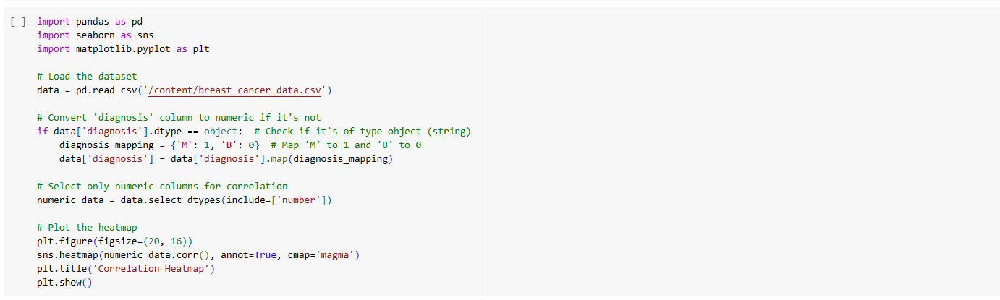 [ ] import pandas as pd
import seaborn as sns
import matplotlib.pyplot as plt
# Load the dataset
data = pd.read_csv('/content/breast_cancer_data.csv')
# Convert 'diagnosis' column to numeric if it's not
if data['diagnosis'].dtype == object:  # Check if it's of type object (string)
    diagnosis_mapping = {'M': 1, 'B': 0}  # Map 'M' to 1 and 'B' to 0
    data['diagnosis'] = data['diagnosis'].map(diagnosis_mapping)
# Select only numeric columns for correlation
numeric_data = data.select_dtypes(include=['number'])
# Plot the heatmap
plt.figure(figsize=(20, 16))
sns.heatmap(numeric_data.corr(), annot=True, cmap='magma')
plt.title('Correlation Heatmap')
plt.show()